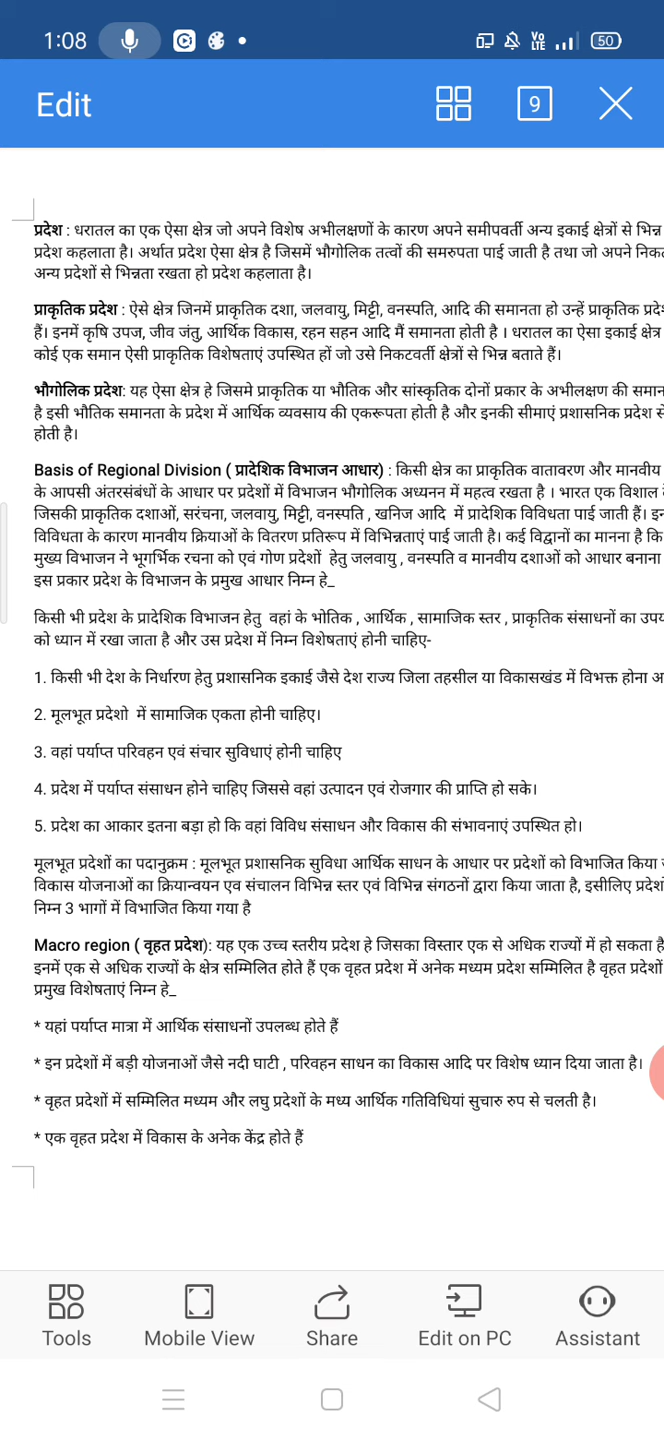 1:08
VO LTE
50
Edit
9
प्रदेश : धरातल का एक ऐसा क्षेत्र जो अपने विशेष अभीलक्षणों के कारण अपने समीपवर्ती अन्य इकाई क्षेत्रों से भिन्न
प्रदेश कहलाता है। अर्थात प्रदेश ऐसा क्षेत्र है जिसमें भौगोलिक तत्वों की समरुपता पाई जाती है तथा जो अपने
अन्य प्रदेशों से भिन्नता रखता हो प्रदेश कहलाता है।
प्राकृतिक प्रदेश : ऐसे क्षेत्र जिनमें प्राकृतिक दशा, जलवायु, मिट्टी, वनस्पति, आदि की समानता हो उन्हें प्राकृतिक
हैं। इनमें कृषि उपज, जीव जंतु, आर्थिक विकास, रहन सहन आदि मैं समानता होती है । धरातल का ऐसा इकाई क्षेत्र
कोई एक समान ऐसी प्राकृतिक विशेषताएं उपस्थित हों जो उसे निकटवर्ती क्षेत्रों से भिन्न बताते हैं।
भौगोलिक प्रदेश: यह ऐसा क्षेत्र हे जिसमे प्राकृतिक या भौतिक और सांस्कृतिक दोनों प्रकार के अभीलक्षण की
है इसी भौतिक समानता के प्रदेश में आर्थिक व्यवसाय की एकरूपता होती है और इनकी सीमाएं प्रशासनिक प्रदेश
होती है।
Basis of Regional Division ( प्रादेशिक विभाजन आधार) : किसी क्षेत्र का प्राकृतिक वातावरण और मानवीय
के आपसी अंतरसंबंधों के आधार पर प्रदेशों में विभाजन भौगोलिक अध्यनन में महत्व रखता है । भारत एक विशाल
जिसकी प्राकृतिक दशाओं, सरंचना, जलवायु, मिट्टी, वनस्पति , खनिज आदि में प्रादेशिक विविधता पाई जाती हैं।
विविधता के कारण मानवीय क्रियाओं के वितरण प्रतिरूप में विभिन्नताएं पाई जाती है। कई विद्वानों का मानना है कि
मुख्य विभाजन ने भूगर्भिक रचना को एवं गोण प्रदेशों हेतु जलवायु , वनस्पति व मानवीय दशाओं को आधार बनाना
इस प्रकार प्रदेश के विभाजन के प्रमुख आधार निम्न हे_
किसी भी प्रदेश के प्रादेशिक विभाजन हेतु वहां के भोतिक , आर्थिक , सामाजिक स्तर , प्राकृतिक संसाधनों का
को ध्यान में रखा जाता है और उस प्रदेश में निम्न विशेषताएं होनी चाहिए-
1. किसी भी देश के निर्धारण हेतु प्रशासनिक इकाई जैसे देश राज्य जिला तहसील या विकासखंड में विभक्त होना
2. मूलभूत प्रदेशो में सामाजिक एकता होनी चाहिए।
3. वहां पर्याप्त परिवहन एवं संचार सुविधाएं होनी चाहिए
4. प्रदेश में पर्याप्त संसाधन होने चाहिए जिससे वहां उत्पादन एवं रोजगार की प्राप्ति हो सके।
5. प्रदेश का आकार इतना बड़ा हो कि वहां विविध संसाधन और विकास की संभावनाएं उपस्थित हो।
मूलभूत प्रदेशों का पदानुक्रम : मूलभूत प्रशासनिक सुविधा आर्थिक साधन के आधार पर प्रदेशों को विभाजित किया
विकास योजनाओं का क्रियान्वयन एव संचालन विभिन्न स्तर एवं विभिन्न संगठनों द्वारा किया जाता है, इसीलिए
निम्न 3 भागों में विभाजित किया गया है
Macro region ( वृहत प्रदेश): यह एक उच्च स्तरीय प्रदेश हे जिसका विस्तार एक से अधिक राज्यों में हो सकता
इनमें एक से अधिक राज्यों के क्षेत्र सम्मिलित होते हैं एक वृहत प्रदेश में अनेक मध्यम प्रदेश सम्मिलित है वृहत प्रदेशों
प्रमुख विशेषताएं निम्न हे_
* यहां पर्याप्त मात्रा में आर्थिक संसाधनों उपलब्ध होते हैं
* इन प्रदेशों में बड़ी योजनाओं जैसे नदी घाटी , परिवहन साधन का विकास आदि पर विशेष ध्यान दिया जाता है।
* वृहत प्रदेशों में सम्मिलित मध्यम और लघु प्रदेशों के मध्य आर्थिक गतिविधियां सुचारु रुप से चलती है।
* एक वृहत प्रदेश में विकास के अनेक केंद्र होते हैं
Tools Mobile View Share Edit on PC Assistant